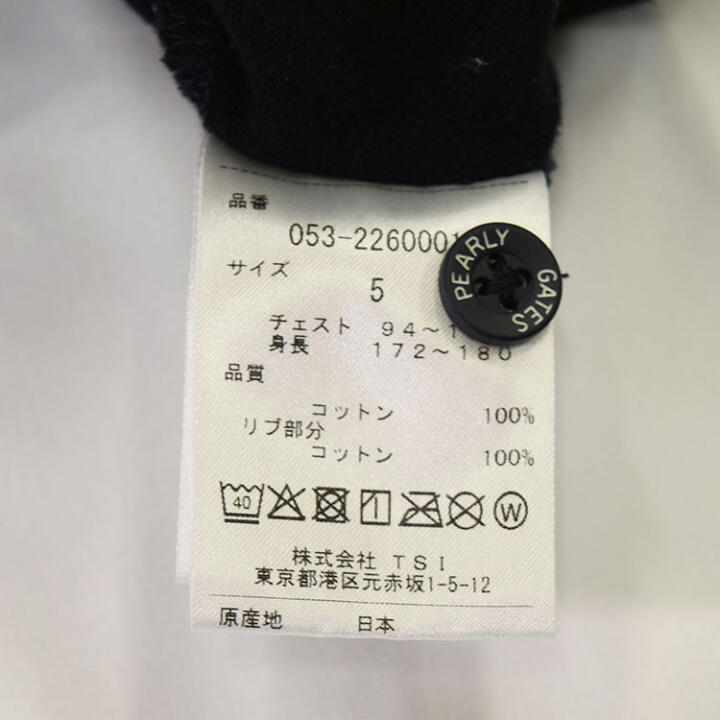 品番
053-2260001
サイズ
5
PEARLY GATES
チェスト 94~1
身長 172~180
品質
コットン 100%
リブ部分
コットン 100%
40
W
株式会社 TSI
東京都港区元赤坂1-5-12
原産地 日本